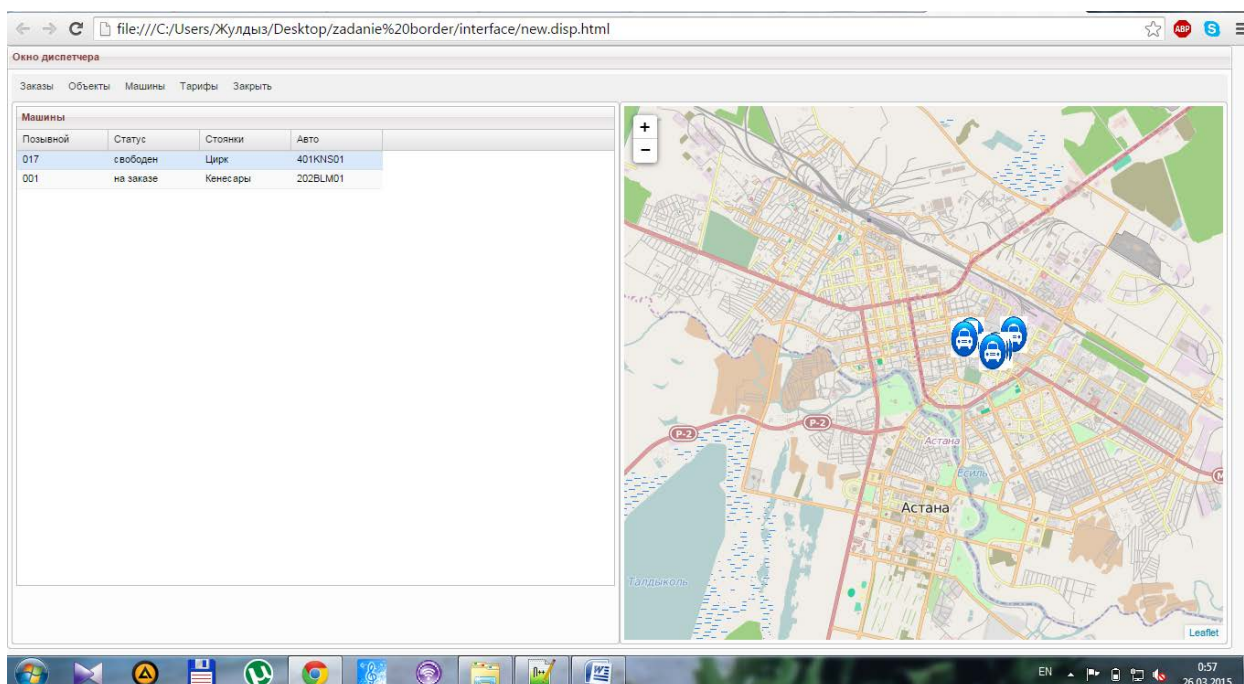 file:///C:/Users/Жулдыз/Desktop/zadanie%20border/interface/new.disp.html
ABP
S
Окно диспетчера
Заказы Объекты Машины Тарифы Закрыть
Машины
Позывной Статус Стоянки Авто
017 свободен Цирк 401KNS01
001 на заказе Кенесары 202BLM01
+
−
P-2
P-2
Астана
Есиль
Астана
Талдыколь
M
Leaflet
EN
0:57
26.03.2015